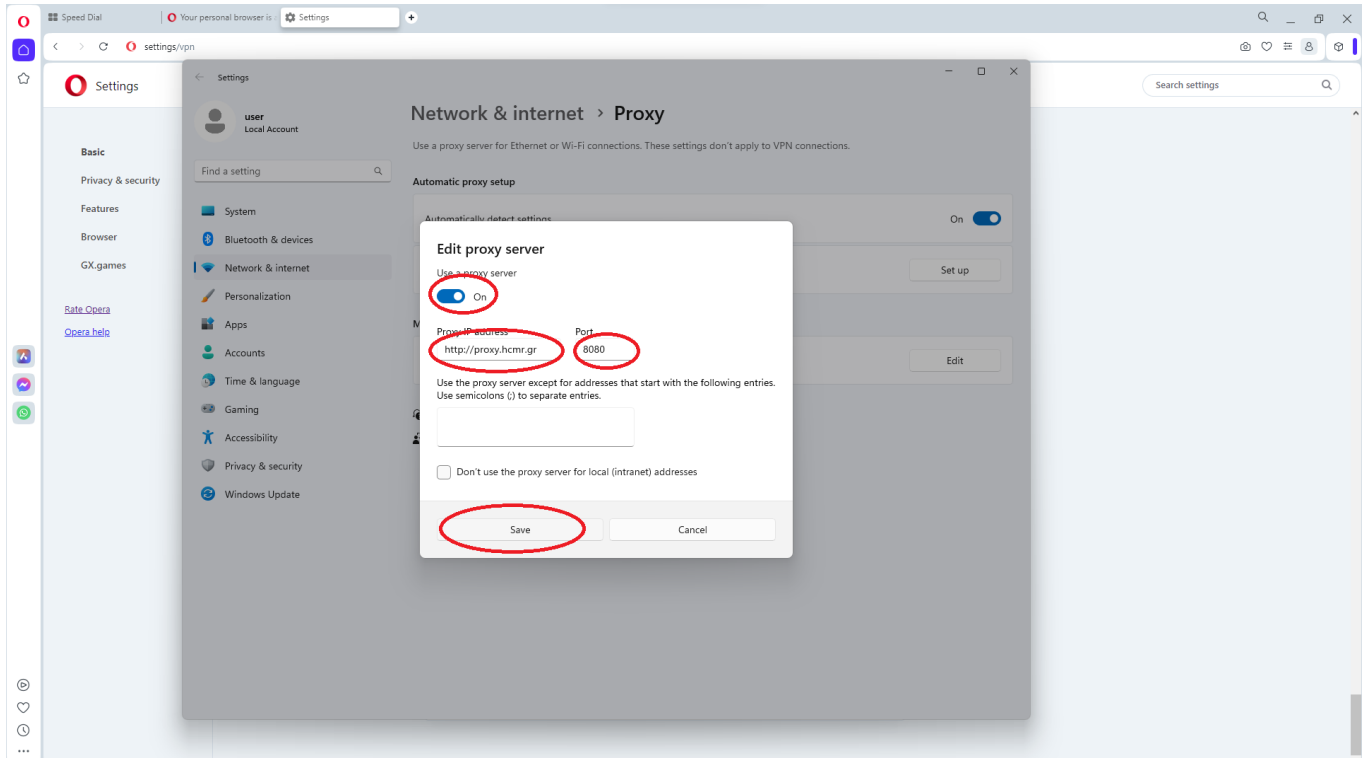 Speed Dial
Your personal browser is
Settings
settings/vpn
Settings
Search settings
Basic
Privacy & security
Features
Browser
GX.games
Rate Opera
Opera help
Settings
user
Local Account
Find a setting
System
Bluetooth & devices
Network & internet
Personalization
Apps
Accounts
Time & language
Gaming
Accessibility
Privacy & security
Windows Update
Network & internet > Proxy
Use a proxy server for Ethernet or Wi-Fi connections. These settings don't apply to VPN connections.
Automatic proxy setup
Automatically detect settings
On
Set up
M
Edit
Edit proxy server
Use a proxy server
On
Proxy IP address Port
http://proxy.hcmr.gr 8080
Use the proxy server except for addresses that start with the following entries.
Use semicolons (;) to separate entries.
Don't use the proxy server for local (intranet) addresses
Save Cancel